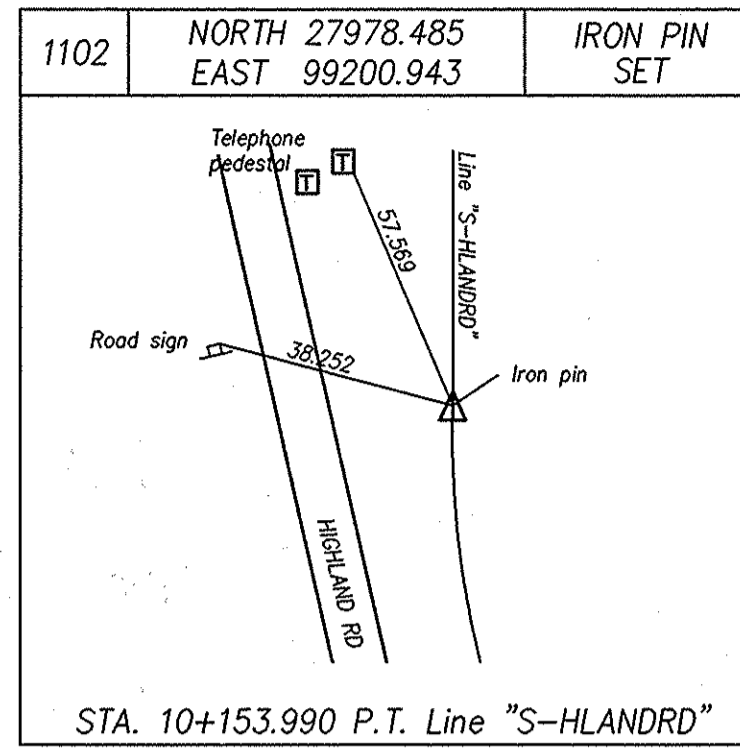 1102
NORTH 27978.485
EAST 99200.943
IRON PIN
SET
Telephone
pedestal
T
T
Line "S-HLANDRD"
57.569
Road sign
38.252
Iron pin
HIGHLAND RD
STA. 10+153.990 P.T. Line "S-HLANDRD"